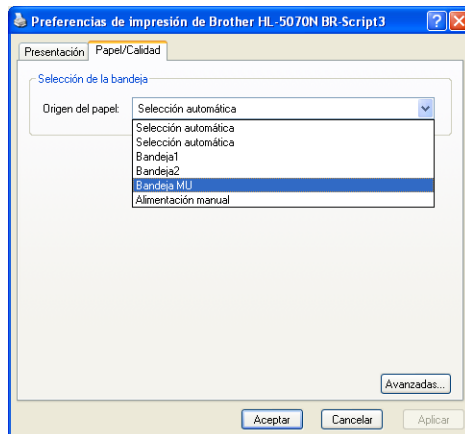 Preferencias de impresión de Brother HL-5070N BR-Script3
Presentación Papel/Calidad
Selección de la bandeja
Origen del papel: Selección automática
Selección automática
Selección automática
Bandeja1
Bandeja2
Bandeja MU
Alimentación manual
Avanzadas...
Aceptar Cancelar Aplicar